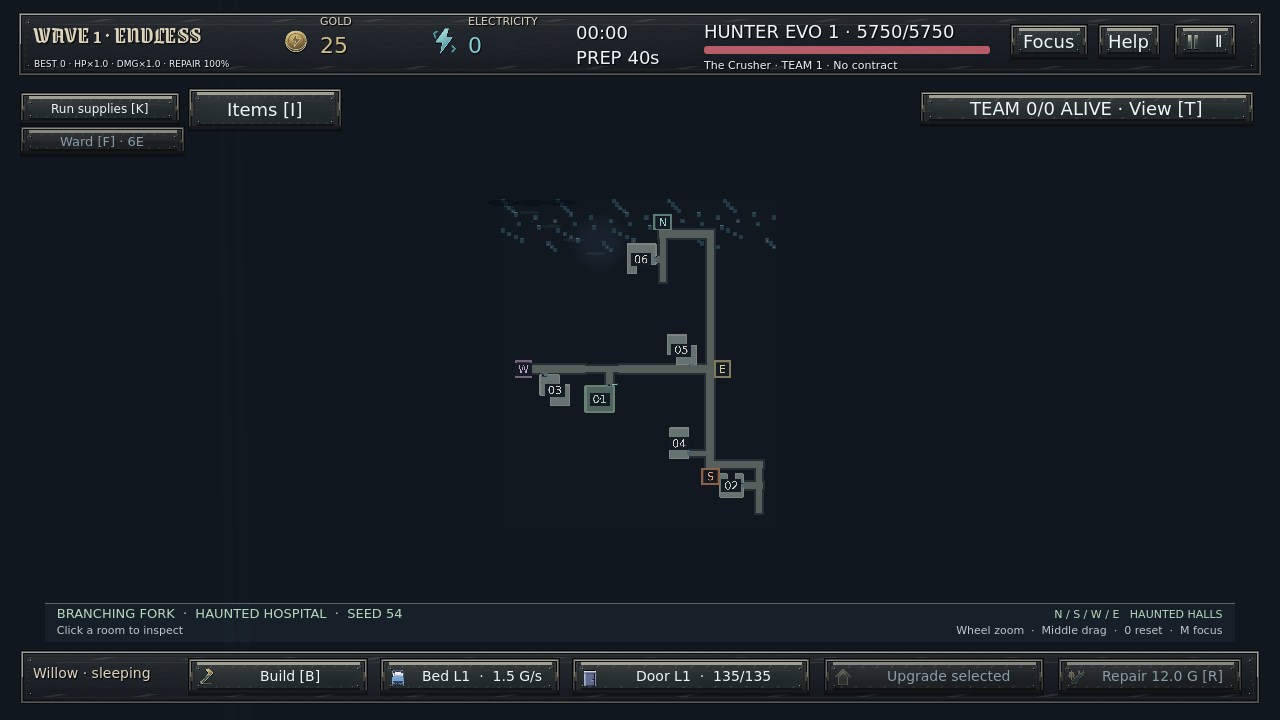 WAVE 1 · ENDLESS
BEST 0 · HP×1.0 · DMG×1.0 · REPAIR 100%
GOLD
25
ELECTRICITY
0
00:00
PREP 40s
HUNTER EVO 1 · 5750/5750
The Crusher · TEAM 1 · No contract
Focus
Help
II
Run supplies [K]
Items [I]
Ward [F] · 6E
TEAM 0/0 ALIVE · View [T]
N
06
05
W
E
03
01
04
S
02
BRANCHING FORK · HAUNTED HOSPITAL · SEED 54
Click a room to inspect
N / S / W / E HAUNTED HALLS
Wheel zoom · Middle drag · 0 reset · M focus
Willow · sleeping
Build [B]
Bed L1 · 1.5 G/s
Door L1 · 135/135
Upgrade selected
Repair 12.0 G [R]